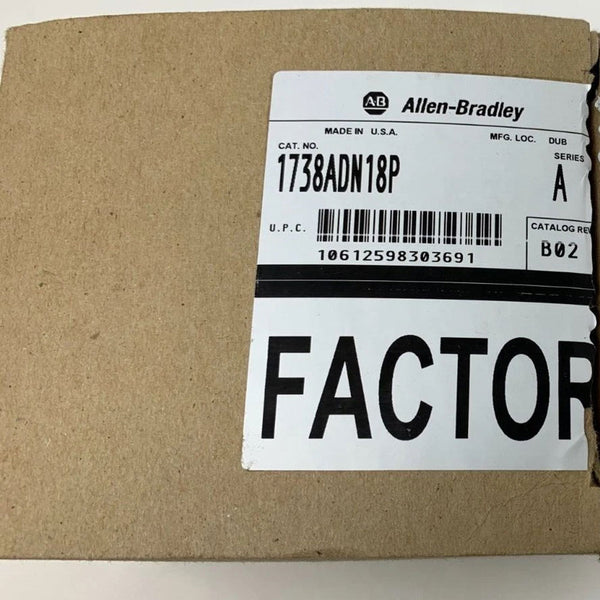 AB Allen-Bradley
MADE IN U.S.A. MFG. LOC. DUB
CAT. NO. SERIES
1738ADN18P A
U.P.C. CATALOG REV
10612598303691 B02
FACTOR